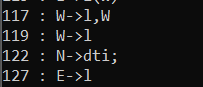 117 : W->l,W
119 : W->l
122 : N->dti;
127 : E->l